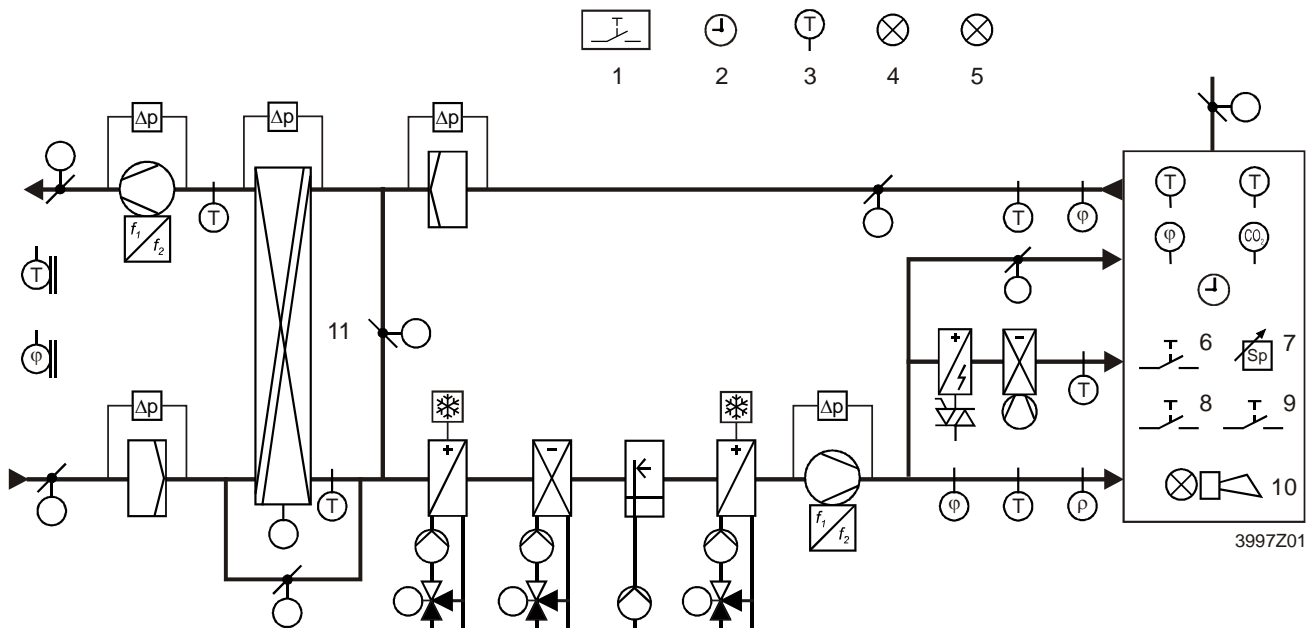 T
1 2 3 4 5
Δp Δp Δp
T T
T T φ
φ CO₂
f₁ f₂
T
6 7
Sp
11
φ
+ -
T
8 9
Δp Δp
+ - + 10
T φ T ρ
f₁ f₂
3997Z01